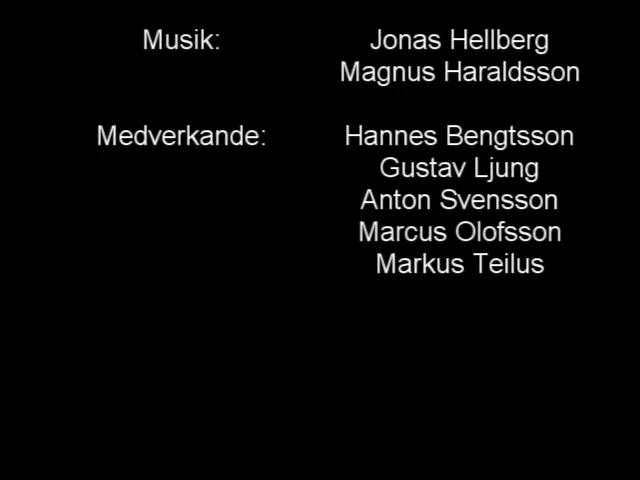 Musik: Jonas Hellberg
Magnus Haraldsson
Medverkande: Hannes Bengtsson
Gustav Ljung
Anton Svensson
Marcus Olofsson
Markus Teilus